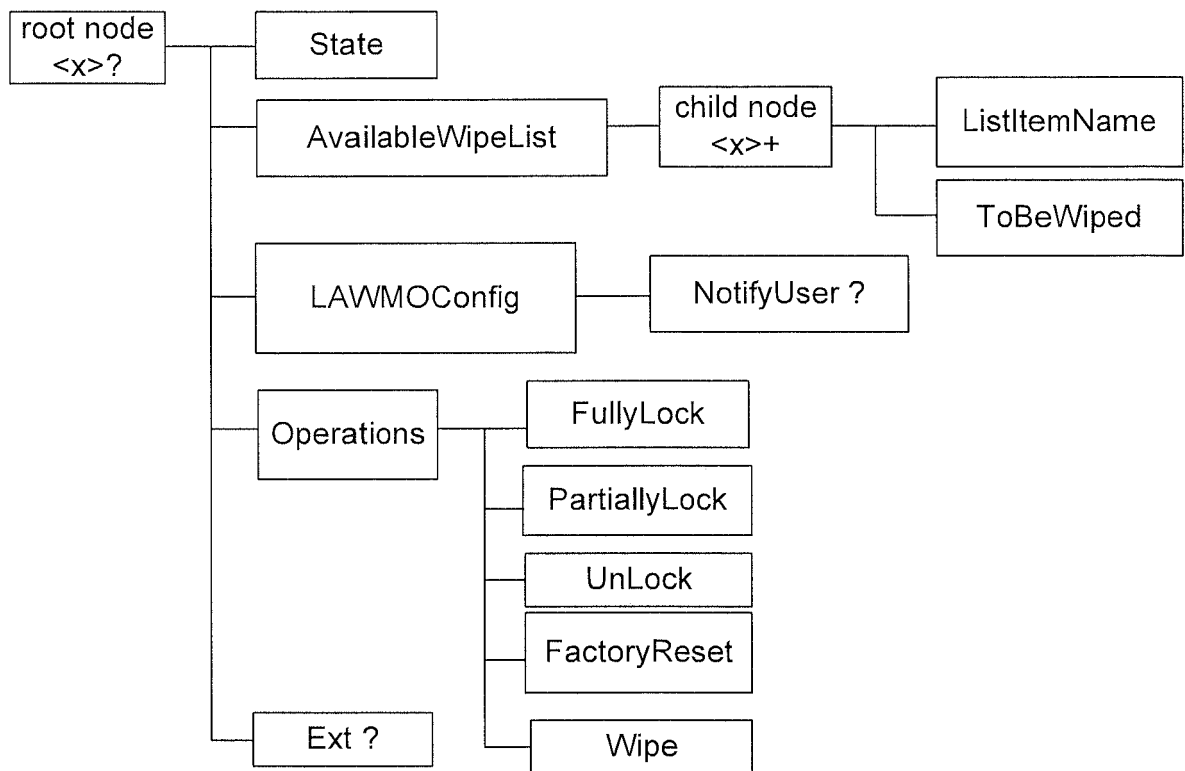 root node
<x>?
State
AvailableWipeList
child node
<x>+
ListItemName
ToBeWiped
LAWMOConfig
NotifyUser ?
Operations
FullyLock
PartiallyLock
UnLock
FactoryReset
Wipe
Ext ?